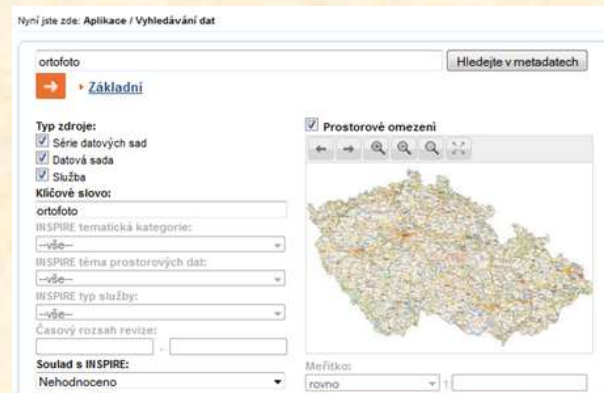 Nyní jste zde: Aplikace / Vyhledávání dat
ortofoto
Hledejte v metadatech
Základní
Typ zdroje:
Série datových sad
Datová sada
Služba
Klíčové slovo:
ortofoto
INSPIRE tematická kategorie:
--vše--
INSPIRE téma prostorových dat:
--vše--
INSPIRE typ služby:
--vše--
Časový rozsah revize:
-
Soulad s INSPIRE:
Nehodnoceno
Prostorové omezení
Meřítko:
rovno
1: